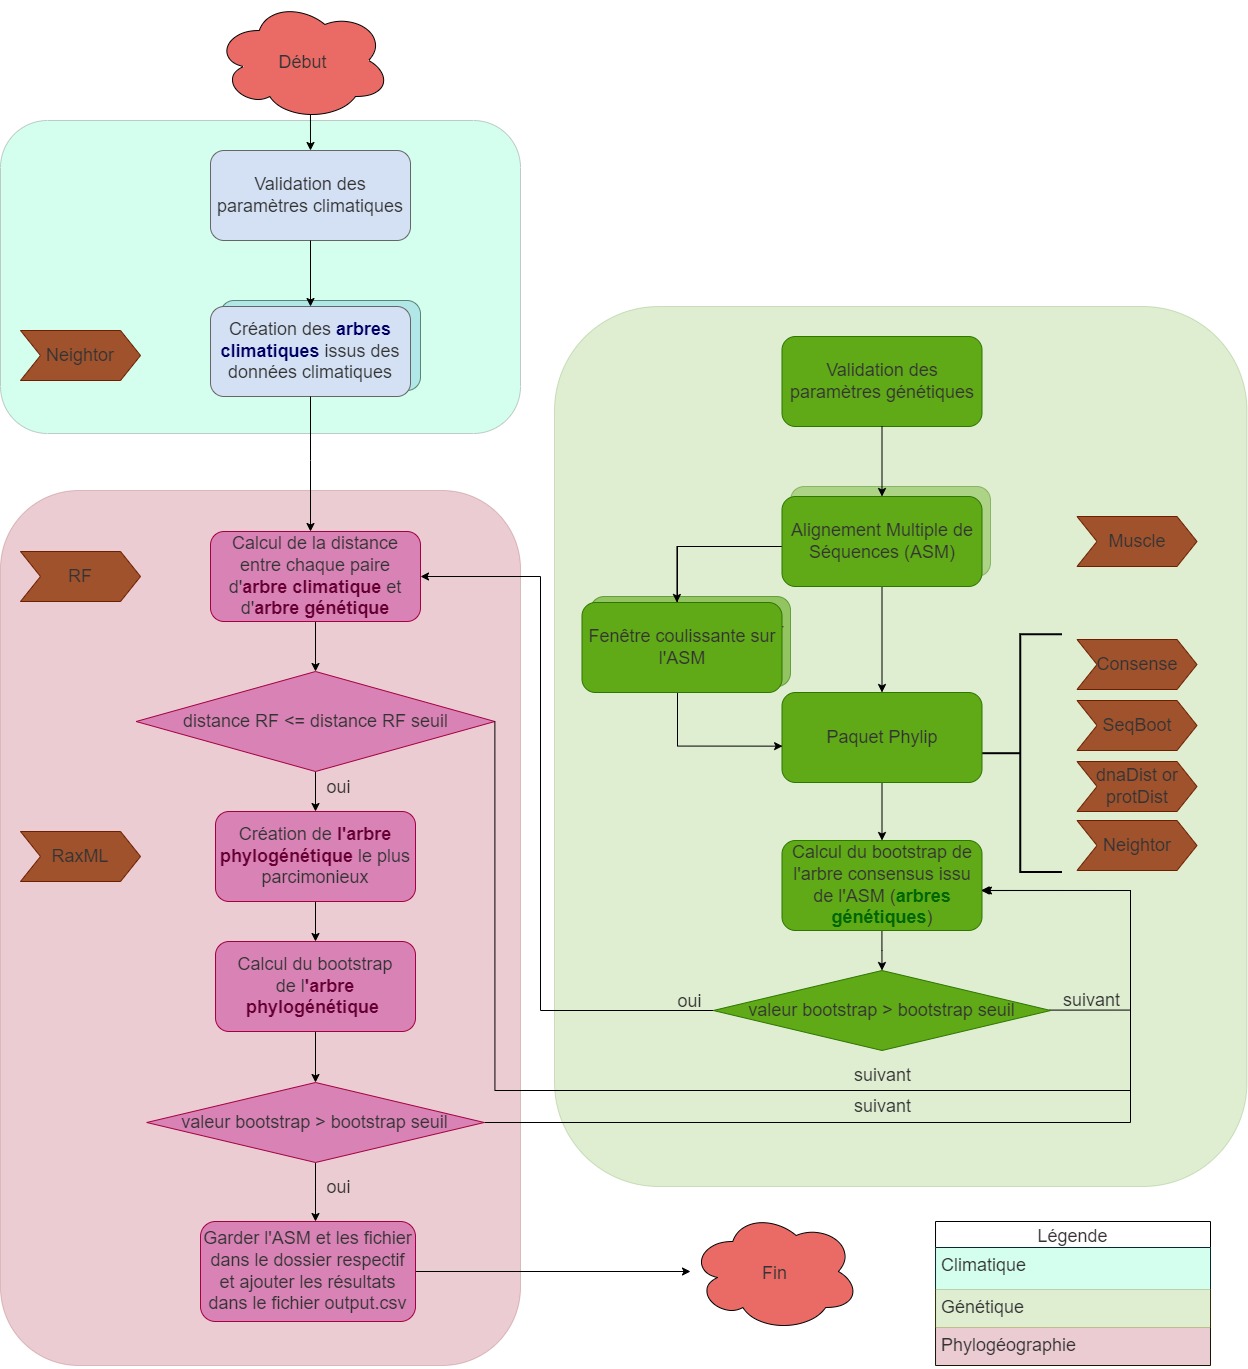 Début
Validation des
paramètres climatiques
Neightor
Création des arbres
climatiques issus des
données climatiques
Validation des
paramètres génétiques
Alignement Multiple de
Séquences (ASM)
Muscle
Fenêtre coulissante sur
l'ASM
Paquet Phylip
Consense
SeqBoot
dnaDist or
protDist
Neightor
Calcul du bootstrap de
l'arbre consensus issu
de l'ASM (arbres
génétiques)
valeur bootstrap > bootstrap seuil
oui
suivant
RF
Calcul de la distance
entre chaque paire
d'arbre climatique et
d'arbre génétique
distance RF <= distance RF seuil
oui
suivant
RaxML
Création de l'arbre
phylogénétique le plus
parcimonieux
Calcul du bootstrap
de l'arbre
phylogénétique
valeur bootstrap > bootstrap seuil
suivant
oui
Garder l'ASM et les fichier
dans le dossier respectif
et ajouter les résultats
dans le fichier output.csv
Fin
Légende
Climatique
Génétique
Phylogéographie